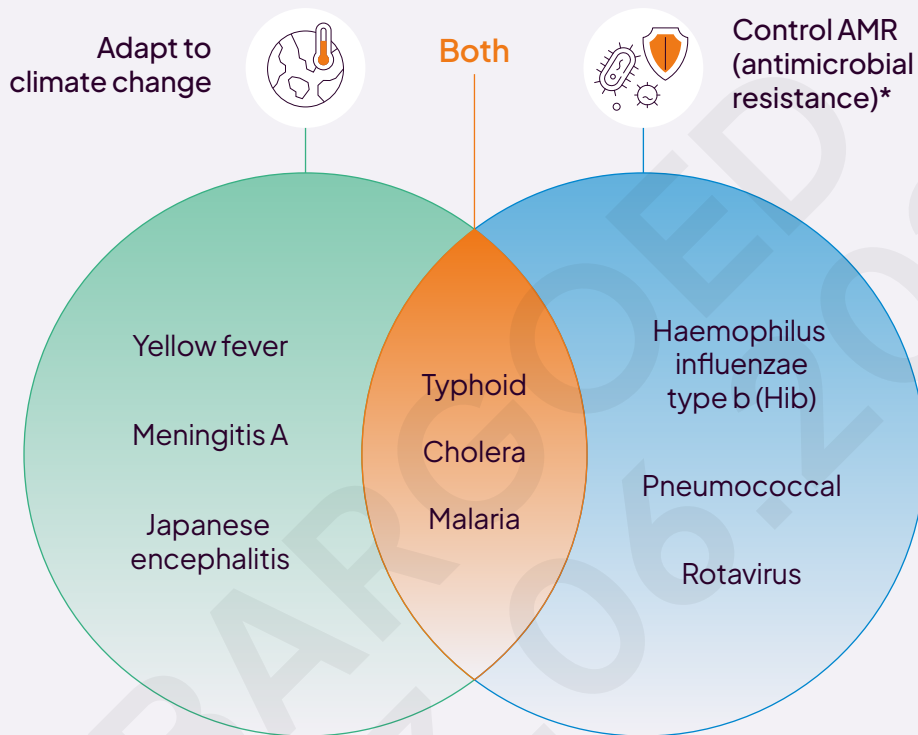 Adapt to
climate change
Both
Control AMR
(antimicrobial
resistance)*
Yellow fever
Meningitis A
Japanese
encephalitis
Typhoid
Cholera
Malaria
Haemophilus
influenzae
type b (Hib)
Pneumococcal
Rotavirus